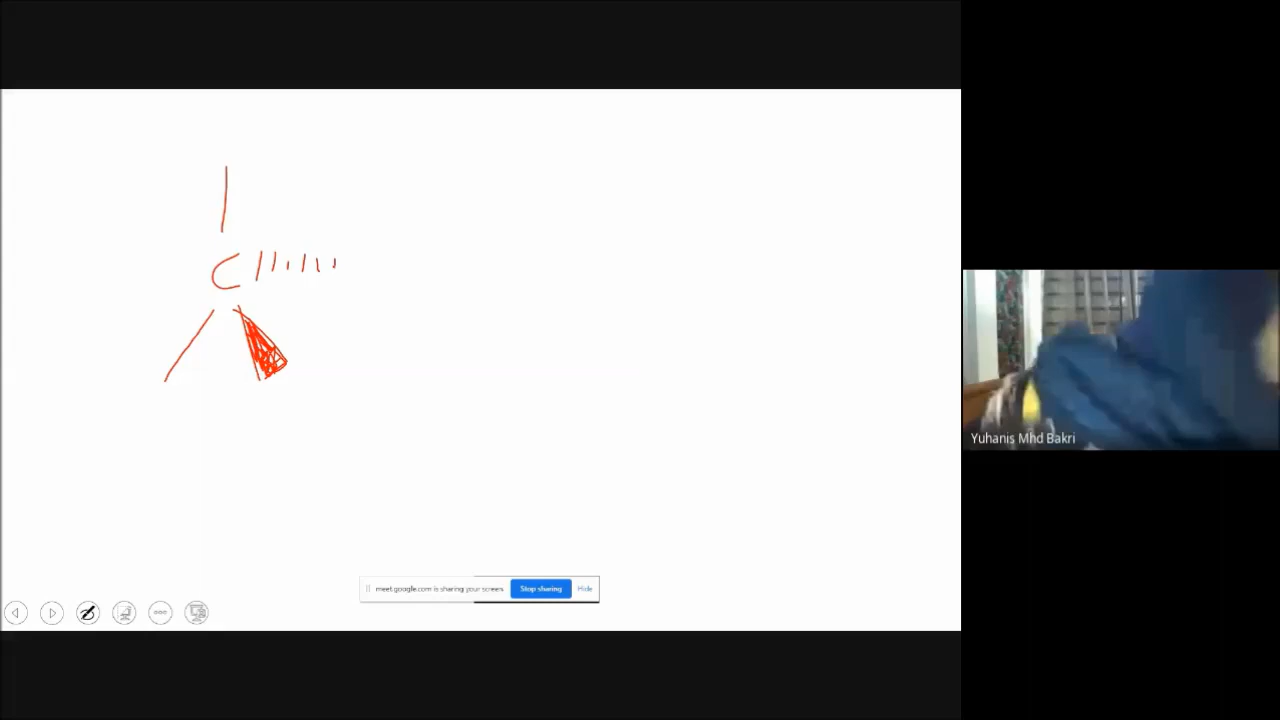 C
Yuhanis Mhd Bakri
meet.google.com is sharing your screen
Stop sharing
Hide